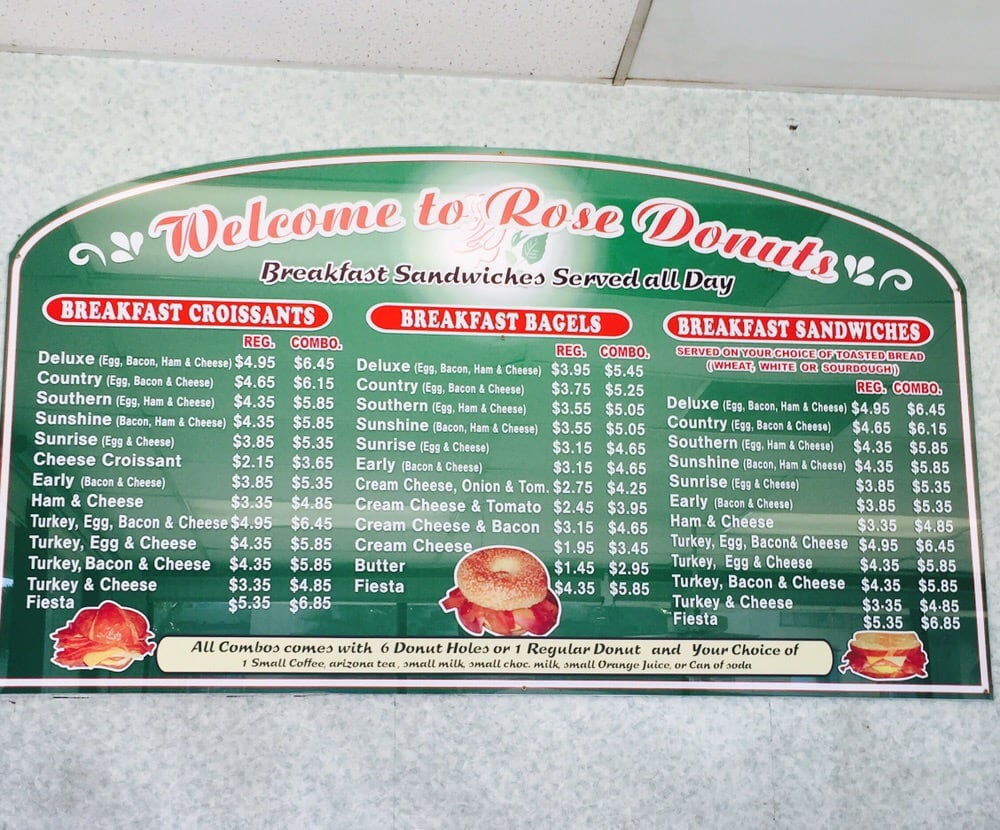 Welcome to Rose Donuts
Breakfast Sandwiches Served all Day
BREAKFAST CROISSANTS
REG. COMBO.
Deluxe (Egg, Bacon, Ham & Cheese) $4.95 $6.45
Country (Egg, Bacon & Cheese) $4.65 $6.15
Southern (Egg, Ham & Cheese) $4.35 $5.85
Sunshine (Bacon, Ham & Cheese) $4.35 $5.85
Sunrise (Egg & Cheese) $3.85 $5.35
Cheese Croissant $2.15 $3.65
Early (Bacon & Cheese) $3.85 $5.35
Ham & Cheese $3.35 $4.85
Turkey, Egg, Bacon & Cheese $4.95 $6.45
Turkey, Egg & Cheese $4.35 $5.85
Turkey, Bacon & Cheese $4.35 $5.85
Turkey & Cheese $3.35 $4.85
Fiesta $5.35 $6.85
BREAKFAST BAGELS
REG. COMBO.
Deluxe (Egg, Bacon, Ham & Cheese) $3.95 $5.45
Country (Egg, Bacon & Cheese) $3.75 $5.25
Southern (Egg, Ham & Cheese) $3.55 $5.05
Sunshine (Bacon, Ham & Cheese) $3.55 $5.05
Sunrise (Egg & Cheese) $3.15 $4.65
Early (Bacon & Cheese) $3.15 $4.65
Cream Cheese, Onion & Tom. $2.75 $4.25
Cream Cheese & Tomato $2.45 $3.95
Cream Cheese & Bacon $3.15 $4.65
Cream Cheese $1.95 $3.45
Butter $1.45 $2.95
Fiesta $4.35 $5.85
BREAKFAST SANDWICHES
SERVED ON YOUR CHOICE OF TOASTED BREAD
(WHEAT, WHITE OR SOURDOUGH)
REG. COMBO.
Deluxe (Egg, Bacon, Ham & Cheese) $4.95 $6.45
Country (Egg, Bacon & Cheese) $4.65 $6.15
Southern (Egg, Ham & Cheese) $4.35 $5.85
Sunshine (Bacon, Ham & Cheese) $4.35 $5.85
Sunrise (Egg & Cheese) $3.85 $5.35
Early (Bacon & Cheese) $3.85 $5.35
Ham & Cheese $3.35 $4.85
Turkey, Egg, Bacon& Cheese $4.95 $6.45
Turkey, Egg & Cheese $4.35 $5.85
Turkey, Bacon & Cheese $4.35 $5.85
Turkey & Cheese $3.35 $4.85
Fiesta $5.35 $6.85
All Combos comes with 6 Donut Holes or 1 Regular Donut and Your Choice of
1 Small Coffee, arizona tea, small milk, small choc. milk, small Orange Juice, or Can of soda